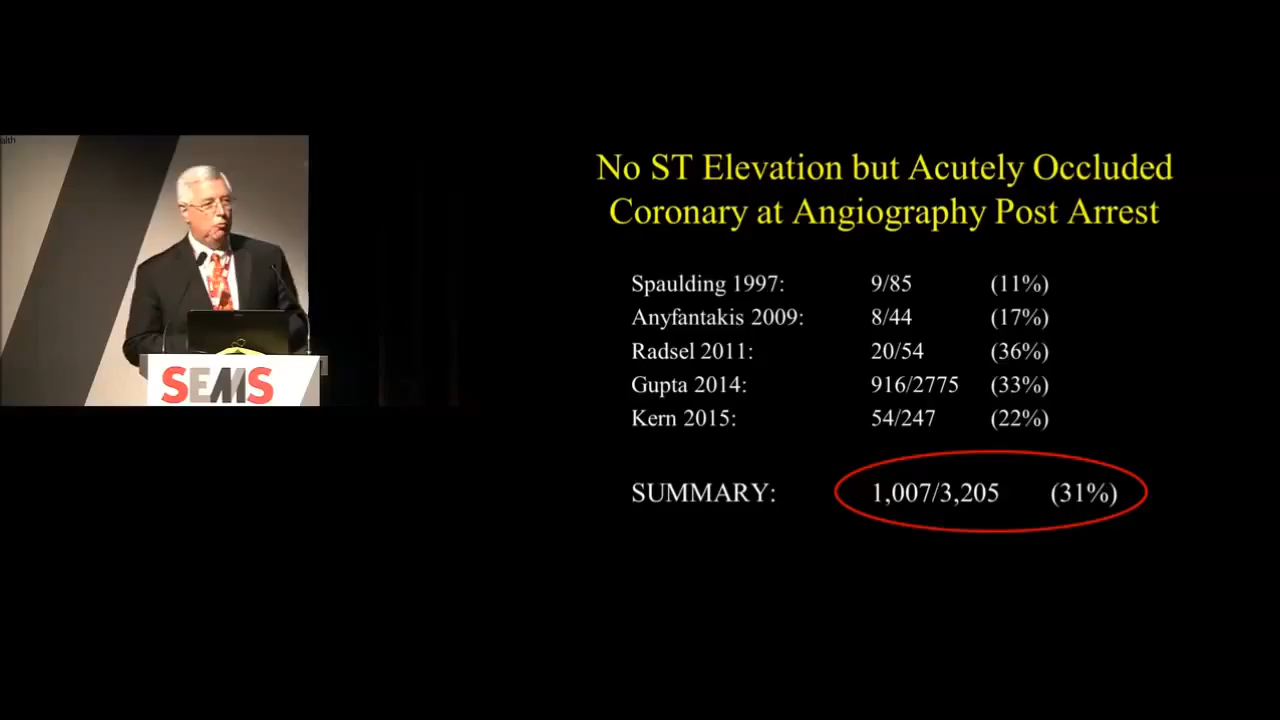 alth
No ST Elevation but Acutely Occluded
Coronary at Angiography Post Arrest
Spaulding 1997: 9/85 (11%)
Anyfantakis 2009: 8/44 (17%)
Radsel 2011: 20/54 (36%)
Gupta 2014: 916/2775 (33%)
Kern 2015: 54/247 (22%)
SUMMARY: 1,007/3,205 (31%)
SEMS